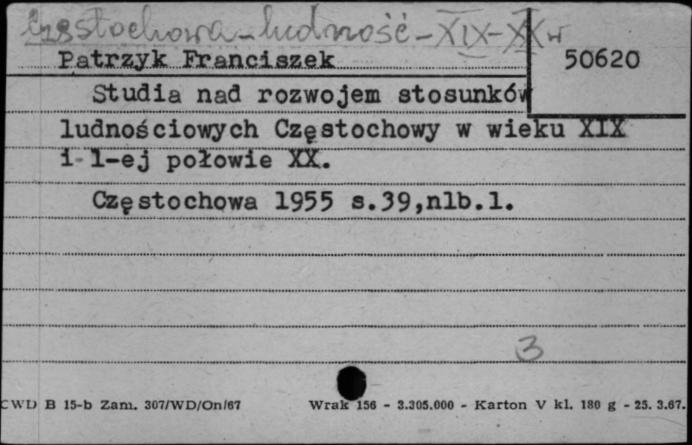 Częstochowa - ludność - XIX-XX w
Patrzyk Franciszek
50620
Studia nad rozwojem stosunków
ludnościowych Częstochowy w wieku XIX
i 1-ej połowie XX.
Częstochowa 1955 s.39,nlb.1.
3
CWD B 15-b Zam. 307/WD/On/67 Wrak 156 - 3.305.000 - Karton V kl. 180 g - 25. 3.67.